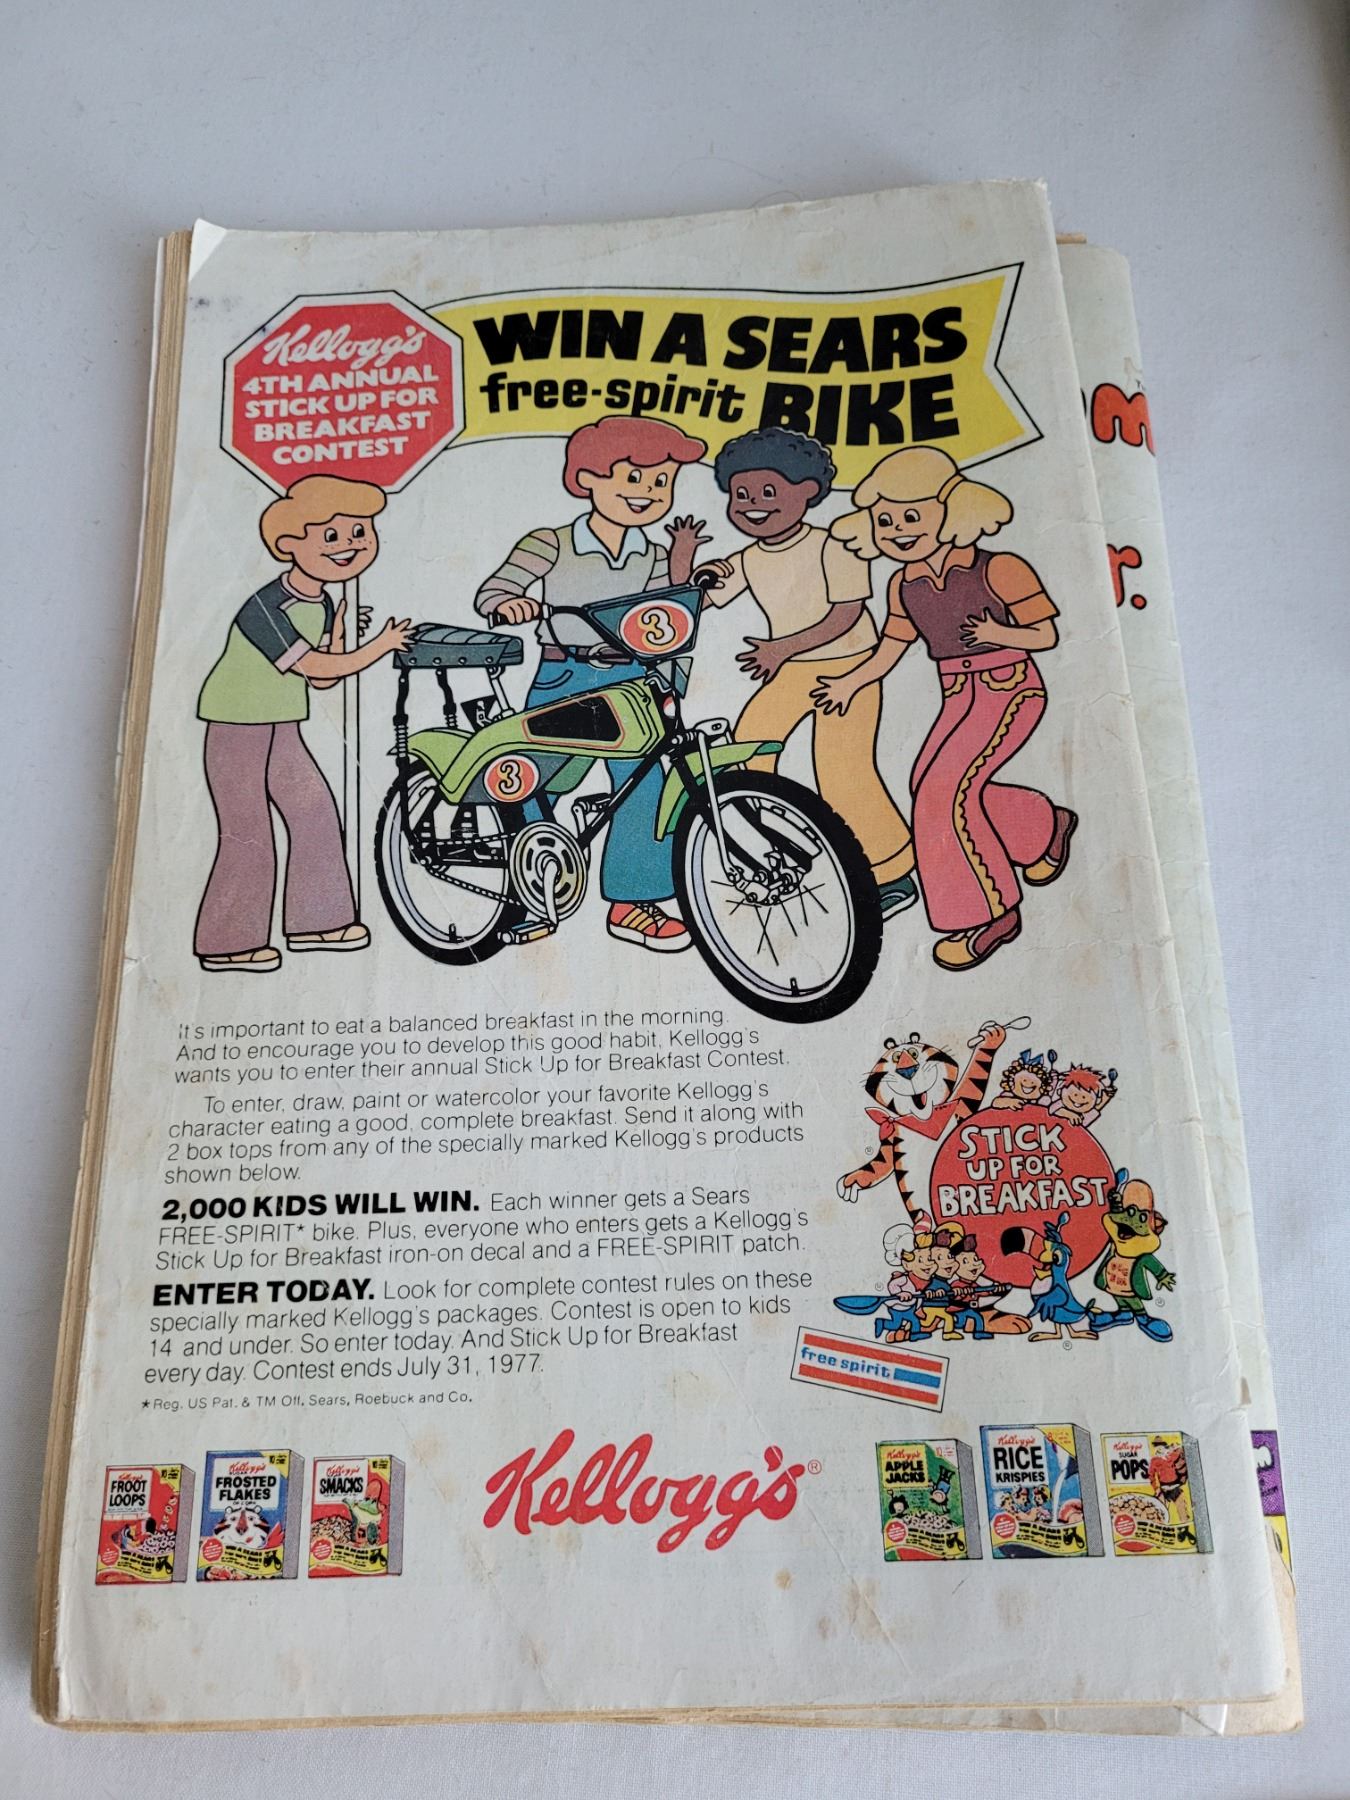 Kellogg's
4TH ANNUAL
STICK UP FOR
BREAKFAST
CONTEST
WIN A SEARS
free-spirit BIKE
3
3
It's important to eat a balanced breakfast in the morning.
And to encourage you to develop this good habit, Kellogg's
wants you to enter their annual Stick Up for Breakfast Contest.
To enter, draw, paint or watercolor your favorite Kellogg's
character eating a good, complete breakfast. Send it along with
2 box tops from any of the specially marked Kellogg's products
shown below.
2,000 KIDS WILL WIN. Each winner gets a Sears
FREE-SPIRIT* bike. Plus, everyone who enters gets a Kellogg's
Stick Up for Breakfast iron-on decal and a FREE-SPIRIT patch.
ENTER TODAY. Look for complete contest rules on these
specially marked Kellogg's packages. Contest is open to kids
14 and under. So enter today. And Stick Up for Breakfast
every day. Contest ends July 31, 1977.
*Reg. US Pat. & TM Off. Sears, Roebuck and Co.
STICK
UP FOR
BREAKFAST
free spirit
Kellogg's
FROOT
LOOPS
FROSTED
FLAKES
Kellogg's
SMACKS
Kellogg's®
Kellogg's
APPLE
JACKS
Kellogg's
RICE
KRISPIES
Kellogg's
SUGAR
POPS
m
r.